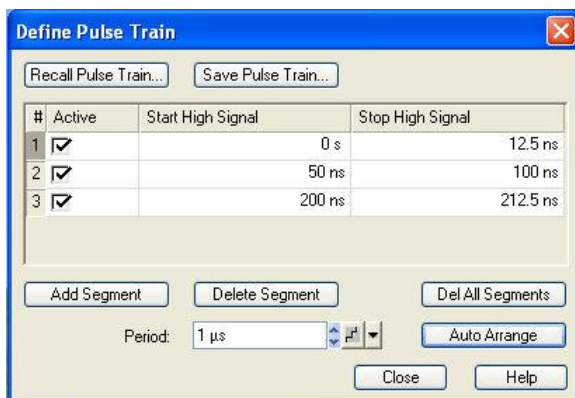 Define Pulse Train
Recall Pulse Train... Save Pulse Train...
# Active Start High Signal Stop High Signal
1 0 s 12.5 ns
2 50 ns 100 ns
3 200 ns 212.5 ns
Add Segment Delete Segment Del All Segments
Period: 1 µs Auto Arrange
Close Help